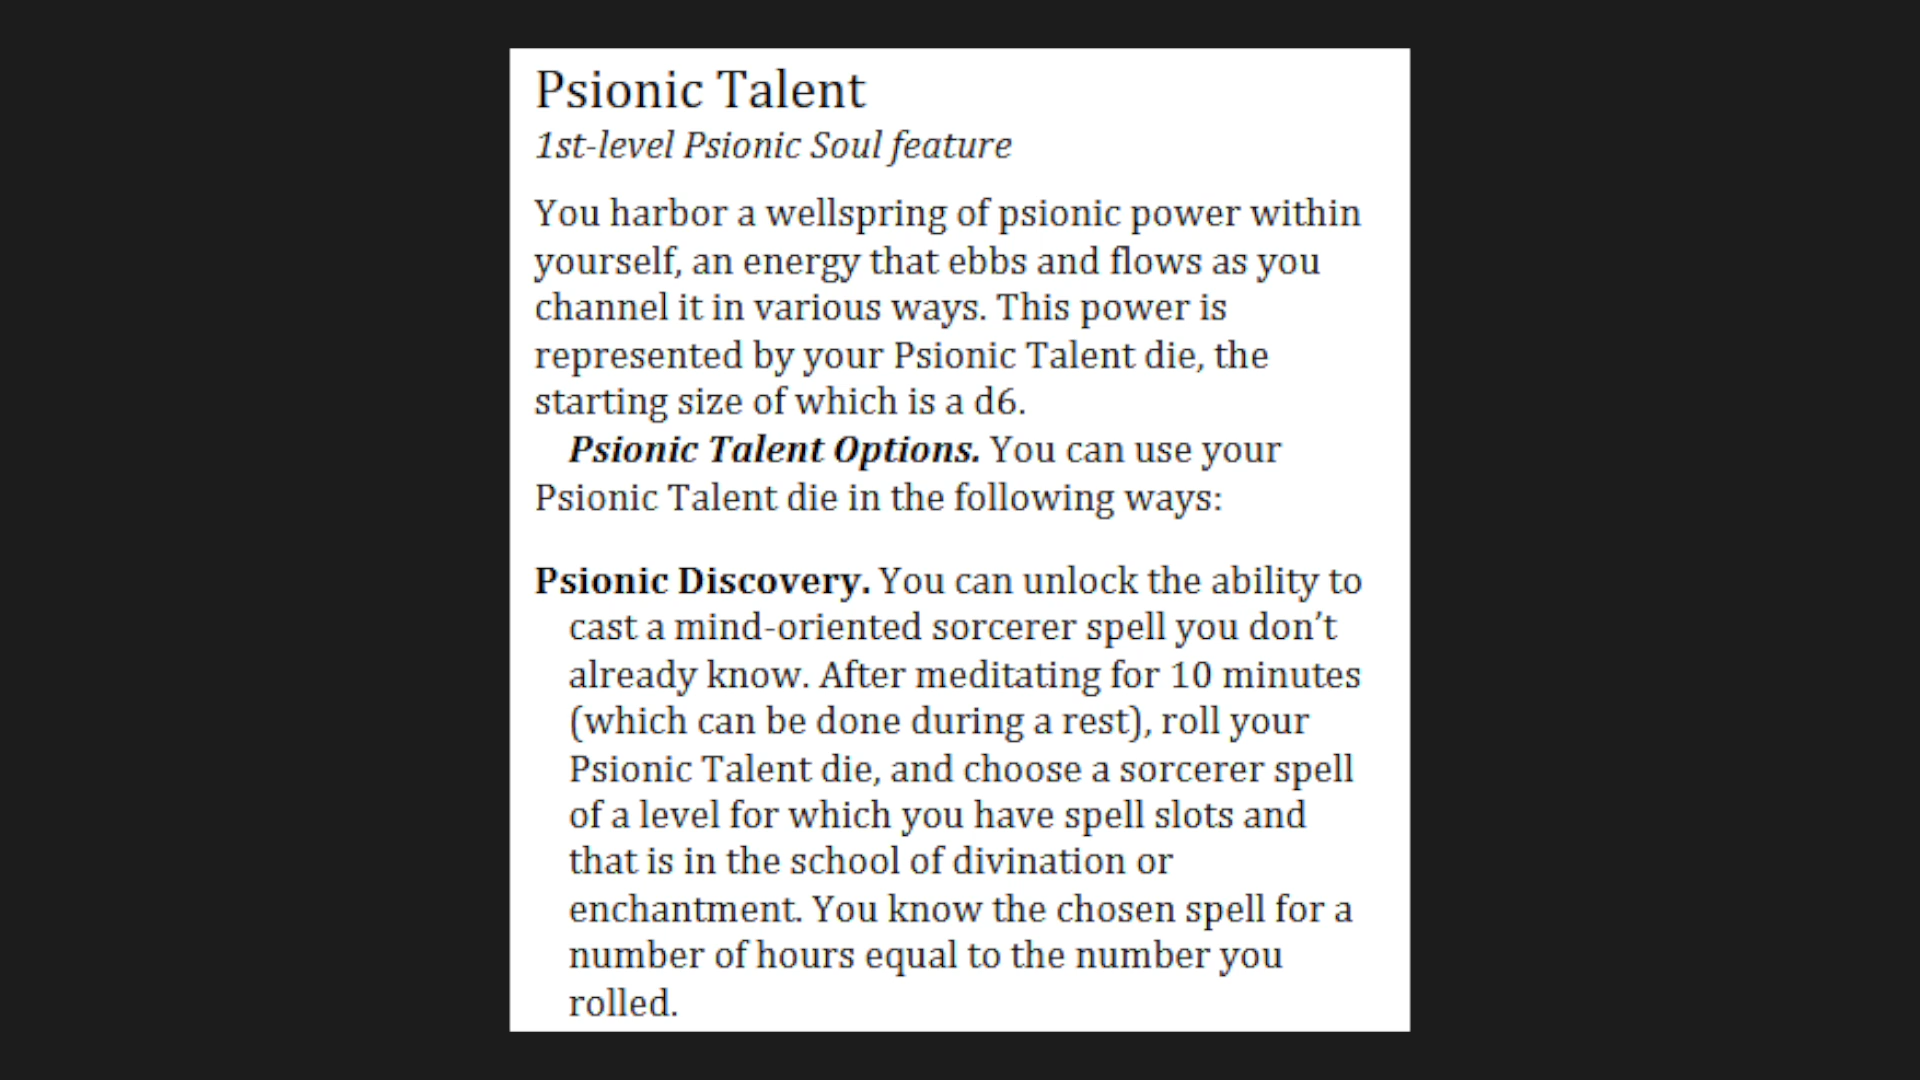 Psionic Talent
1st-level Psionic Soul feature
You harbor a wellspring of psionic power within
yourself, an energy that ebbs and flows as you
channel it in various ways. This power is
represented by your Psionic Talent die, the
starting size of which is a d6.
Psionic Talent Options. You can use your
Psionic Talent die in the following ways:
Psionic Discovery. You can unlock the ability to
cast a mind-oriented sorcerer spell you don’t
already know. After meditating for 10 minutes
(which can be done during a rest), roll your
Psionic Talent die, and choose a sorcerer spell
of a level for which you have spell slots and
that is in the school of divination or
enchantment. You know the chosen spell for a
number of hours equal to the number you
rolled.